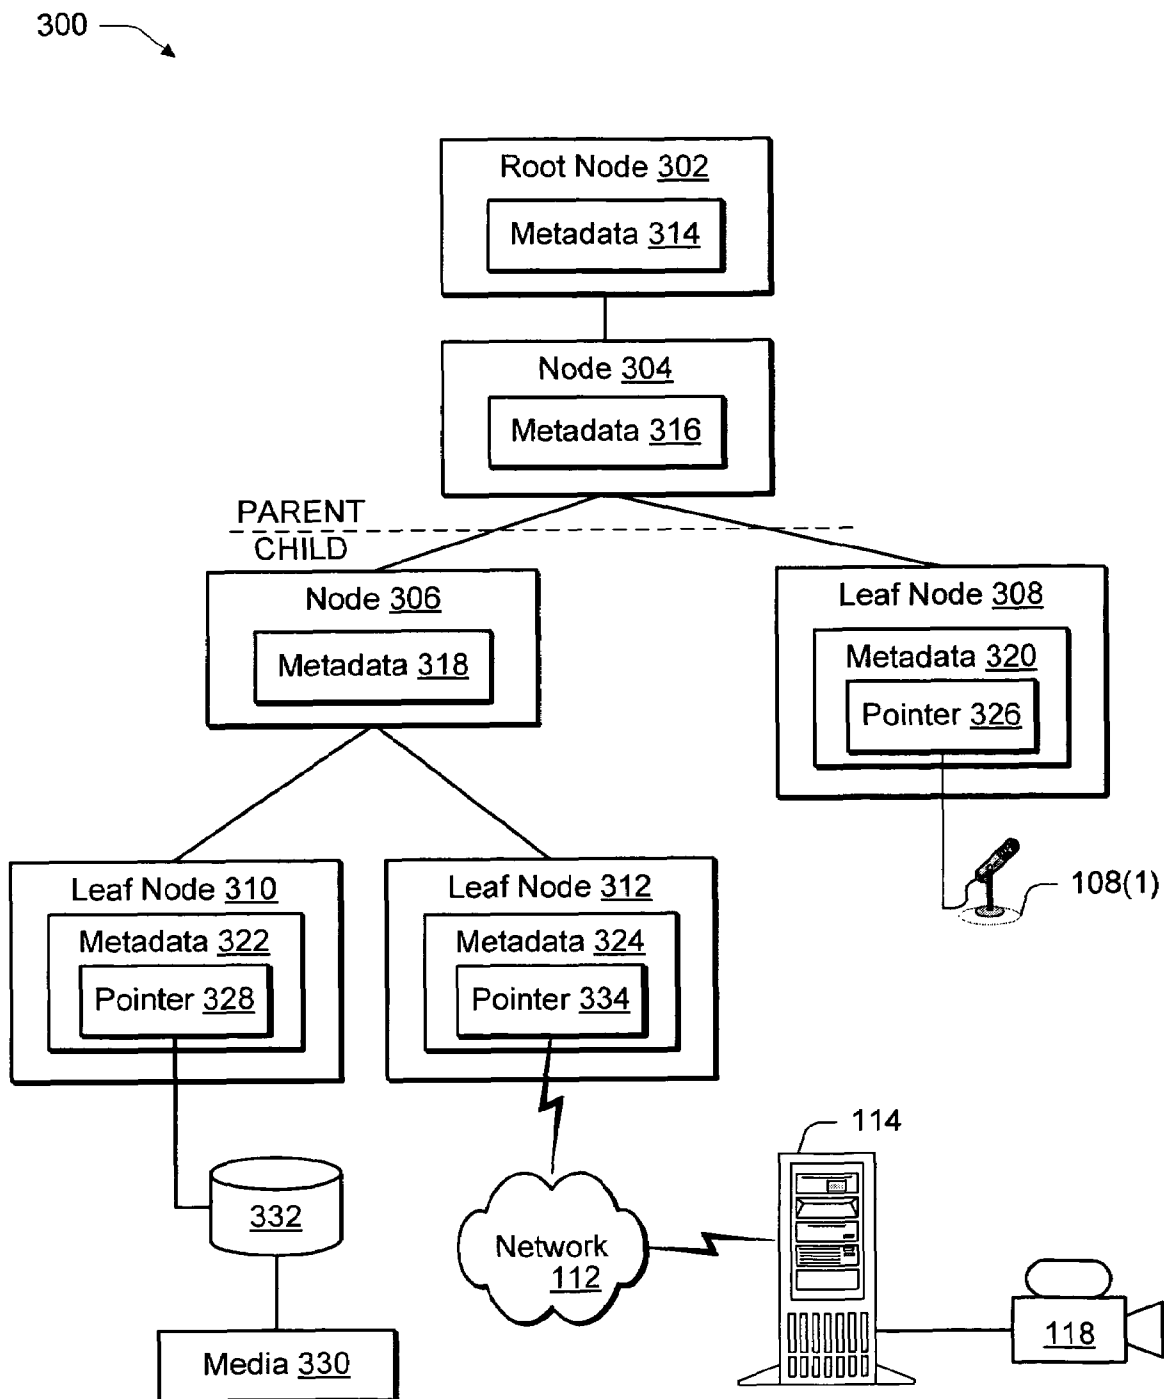 300
Root Node 302
Metadata 314
Node 304
Metadata 316
PARENT
CHILD
Node 306
Metadata 318
Leaf Node 308
Metadata 320
Pointer 326
108(1)
Leaf Node 310
Metadata 322
Pointer 328
Leaf Node 312
Metadata 324
Pointer 334
114
332
Network
112
118
Media 330